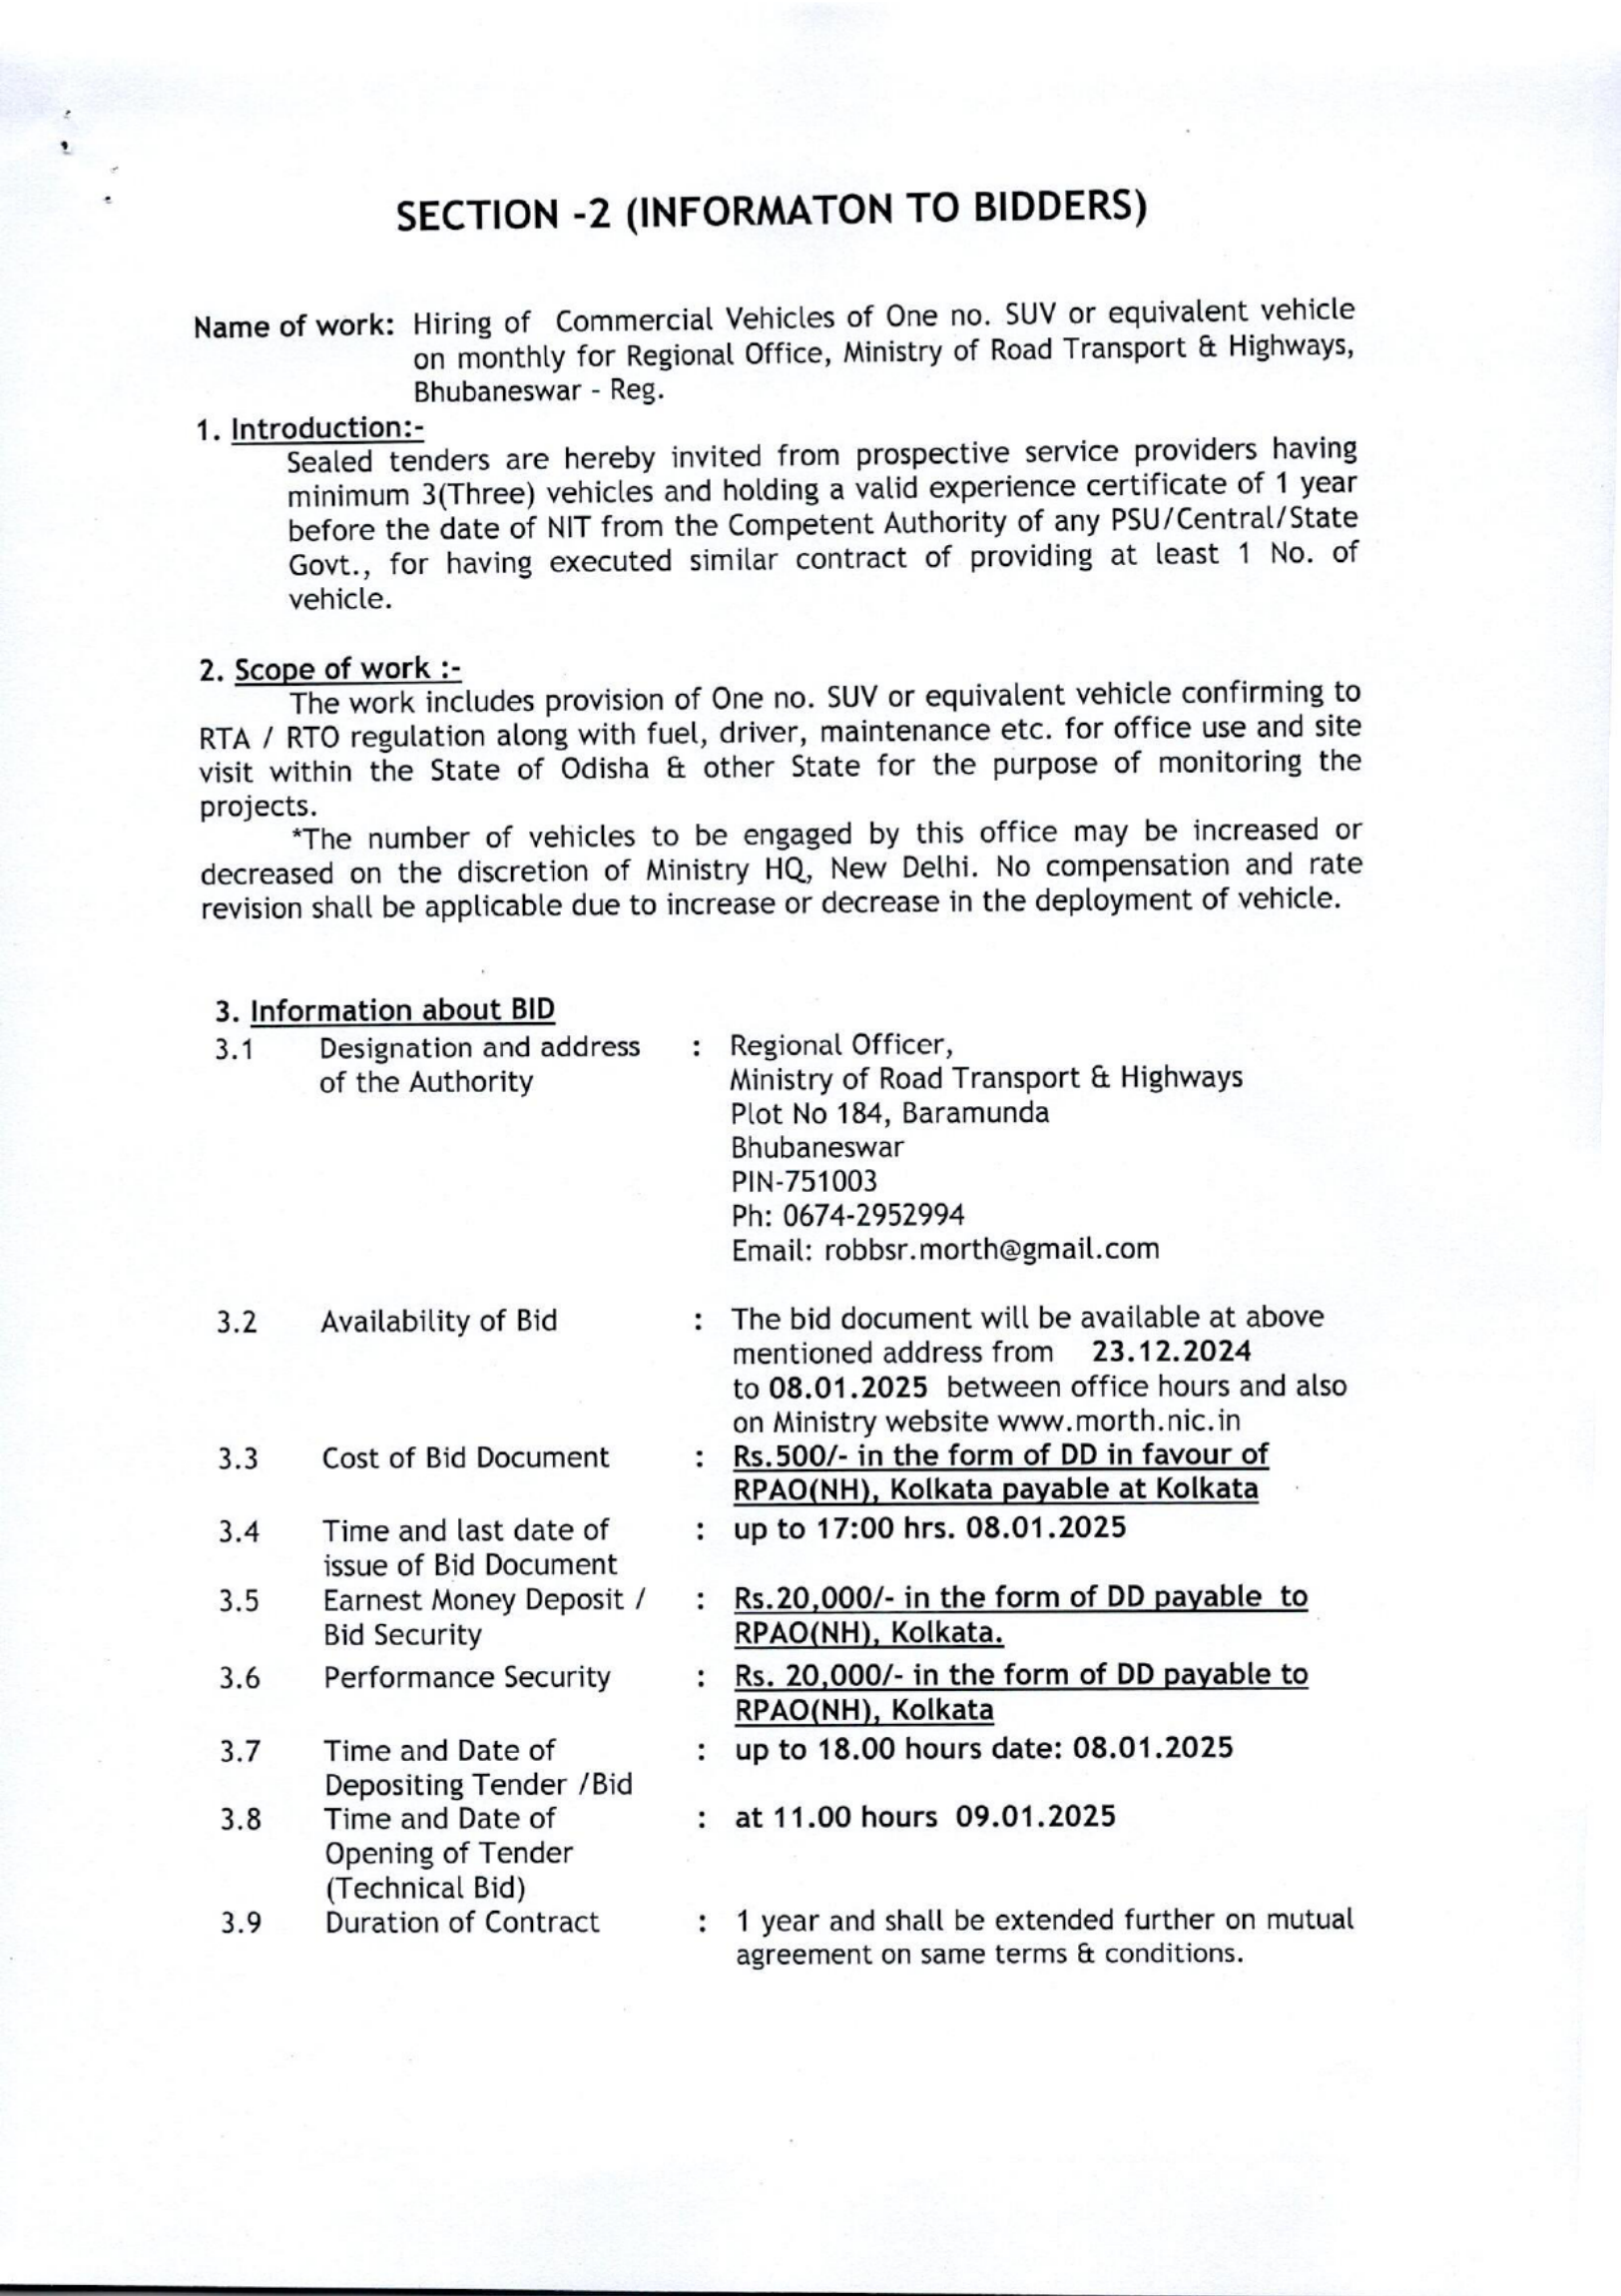 SECTION -2 (INFORMATON TO BIDDERS)
Name of work: Hiring of Commercial Vehicles of One no. SUV or equivalent vehicle
on monthly for Regional Office, Ministry of Road Transport & Highways,
Bhubaneswar - Reg.
1. Introduction:-
Sealed tenders are hereby invited from prospective service providers having
minimum 3(Three) vehicles and holding a valid experience certificate of 1 year
before the date of NIT from the Competent Authority of any PSU/Central/State
Govt., for having executed similar contract of providing at least 1 No. of
vehicle.
2. Scope of work :-
The work includes provision of One no. SUV or equivalent vehicle confirming to
RTA / RTO regulation along with fuel, driver, maintenance etc. for office use and site
visit within the State of Odisha & other State for the purpose of monitoring the
projects.
*The number of vehicles to be engaged by this office may be increased or
decreased on the discretion of Ministry HQ, New Delhi. No compensation and rate
revision shall be applicable due to increase or decrease in the deployment of vehicle.
3. Information about BID
3.1 Designation and address : Regional Officer,
of the Authority Ministry of Road Transport & Highways
Plot No 184, Baramunda
Bhubaneswar
PIN-751003
Ph: 0674-2952994
Email: robbsr.morth@gmail.com
3.2 Availability of Bid : The bid document will be available at above
mentioned address from 23.12.2024
to 08.01.2025 between office hours and also
on Ministry website www.morth.nic.in
3.3 Cost of Bid Document : Rs.500/- in the form of DD in favour of
RPAO(NH), Kolkata payable at Kolkata
3.4 Time and last date of : up to 17:00 hrs. 08.01.2025
issue of Bid Document
3.5 Earnest Money Deposit / : Rs.20,000/- in the form of DD payable to
Bid Security RPAO(NH), Kolkata.
3.6 Performance Security : Rs. 20,000/- in the form of DD payable to
RPAO(NH), Kolkata
3.7 Time and Date of : up to 18.00 hours date: 08.01.2025
Depositing Tender /Bid
3.8 Time and Date of : at 11.00 hours 09.01.2025
Opening of Tender
(Technical Bid)
3.9 Duration of Contract : 1 year and shall be extended further on mutual
agreement on same terms & conditions.